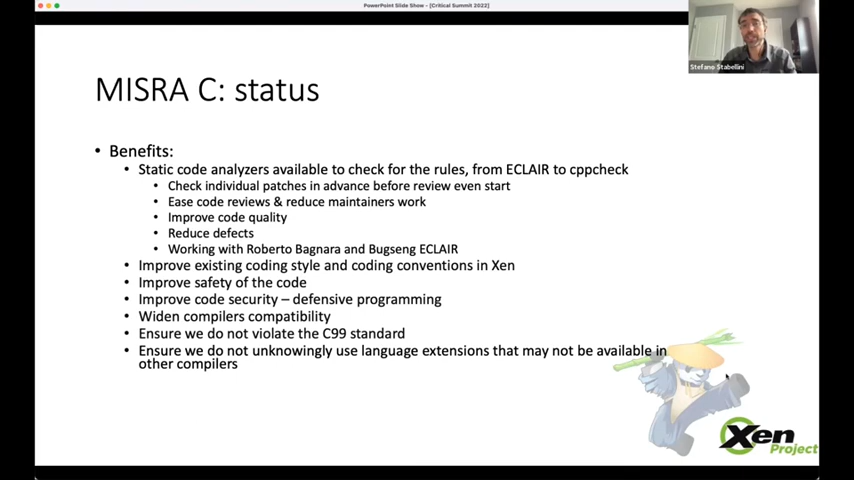 PowerPoint Slide Show - [Critical Summit 2022]
Stefano Stabellini
MISRA C: status
• Benefits:
• Static code analyzers available to check for the rules, from ECLAIR to cppcheck
• Check individual patches in advance before review even start
• Ease code reviews & reduce maintainers work
• Improve code quality
• Reduce defects
• Working with Roberto Bagnara and Bugseng ECLAIR
• Improve existing coding style and coding conventions in Xen
• Improve safety of the code
• Improve code security – defensive programming
• Widen compilers compatibility
• Ensure we do not violate the C99 standard
• Ensure we do not unknowingly use language extensions that may not be available in
other compilers
Xen
Project